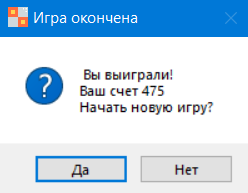 Игра окончена
Вы выиграли!
Ваш счет 475
Начать новую игру?
Да
Нет